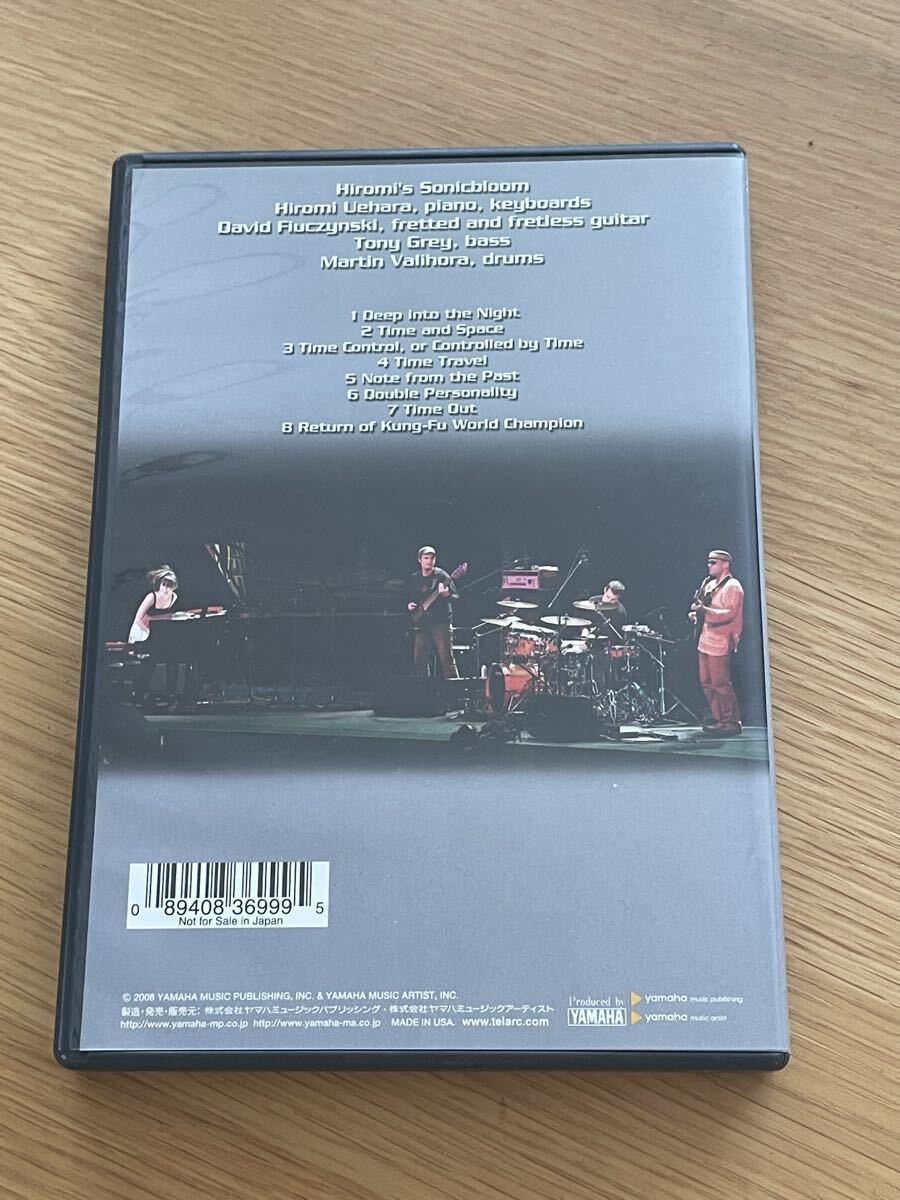 Hiromi's Sonicbloom
Hiromi Uehara, piano, keyboards
David Fiuczynski, fretted and fretless guitar
Tony Grey, bass
Martin Valihora, drums
1 Deep into the Night
2 Time and Space
3 Time Control, or Controlled by Time
4 Time Travel
5 Note from the Past
6 Double Personality
7 Time Out
8 Return of Kung-Fu World Champion
0 89408 36999 5
Not for Sale in Japan
© 2008 YAMAHA MUSIC PUBLISHING, INC. & YAMAHA MUSIC ARTIST, INC.
製造・発売・販売元: 株式会社ヤマハミュージックパブリッシング・株式会社ヤマハミュージックアーティスト
http://www.yamaha-mp.co.jp http://www.yamaha-ma.co.jp MADE IN USA. www.telarc.com
Produced by
YAMAHA
yamaha music publishing
yamaha music artist